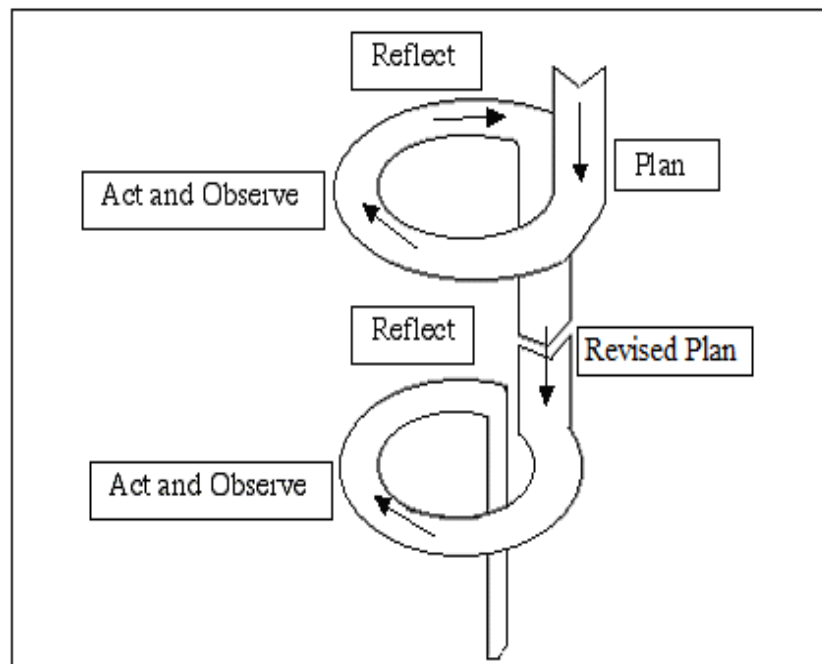 Reflect
Plan
Act and Observe
Reflect
Revised Plan
Act and Observe